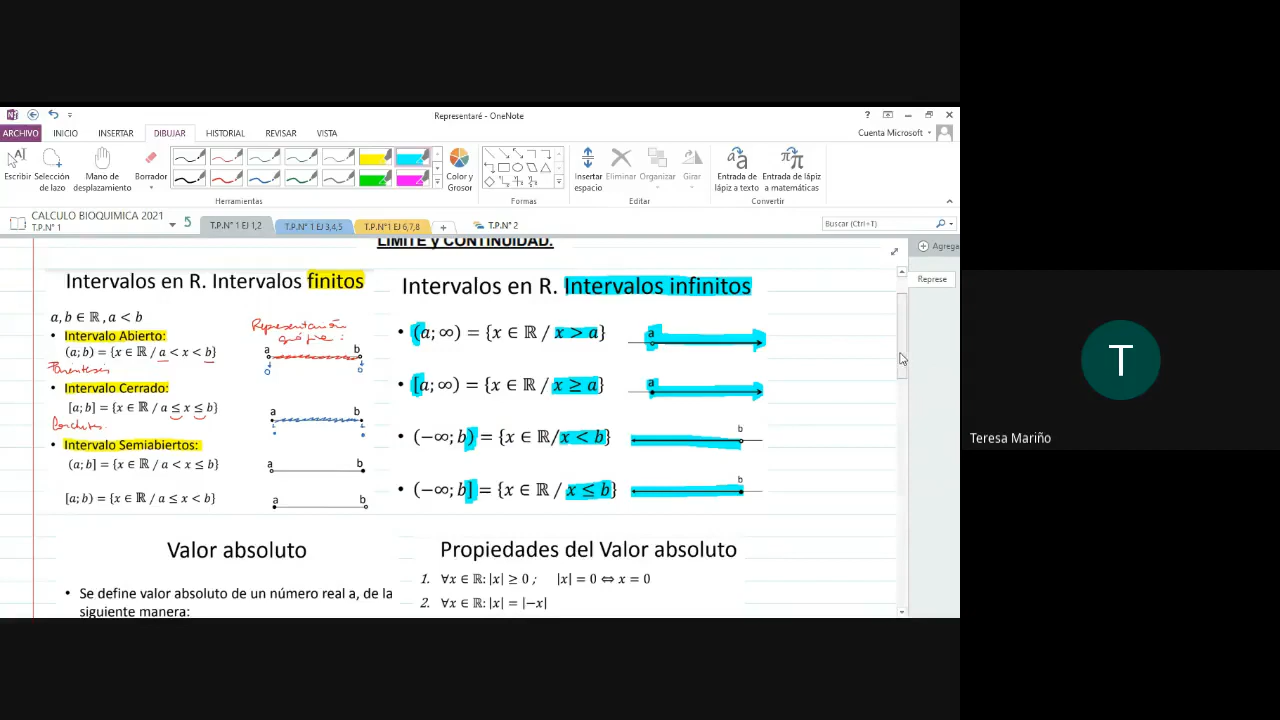 Representaré - OneNote
ARCHIVO INICIO INSERTAR DIBUJAR HISTORIAL REVISAR VISTA
Cuenta Microsoft
Escribir
Selección de lazo
Mano de desplazamiento
Borrador
Color y Grosor
Insertar espacio
Eliminar
Organizar
Girar
Entrada de lápiz a texto
Entrada de lápiz a matemáticas
Herramientas
Formas
Editar
Convertir
CALCULO BIOQUIMICA 2021
T.P.N° 1
T.P.N° 1 EJ 1,2
T.P.N°1 EJ 3,4,5
T.P.N°1 EJ 6,7,8
T.P.N° 2
Buscar (Ctrl+T)
Agrega
Represe
LIMITE y CONTINUIDAD.
Intervalos en R. Intervalos finitos
a, b ∈ ℝ , a < b
• Intervalo Abierto:
(a; b) = {x ∈ ℝ / a < x < b}
Parentesis
Representación
gráfica :
a b
• Intervalo Cerrado:
[a; b] = {x ∈ ℝ / a ≤ x ≤ b}
Corchetes.
a b
• Intervalo Semiabiertos:
(a; b] = {x ∈ ℝ / a < x ≤ b}
a b
[a; b) = {x ∈ ℝ / a ≤ x < b}
a b
Intervalos en R. Intervalos infinitos
• (a; ∞) = {x ∈ ℝ / x > a}
a
• [a; ∞) = {x ∈ ℝ / x ≥ a}
a
• (−∞; b) = {x ∈ ℝ/ x < b}
b
• (−∞; b] = {x ∈ ℝ / x ≤ b}
b
Valor absoluto
• Se define valor absoluto de un número real a, de la
siguiente manera:
Propiedades del Valor absoluto
1. ∀x ∈ ℝ: |x| ≥ 0 ; |x| = 0 ⇔ x = 0
2. ∀x ∈ ℝ: |x| = |−x|
T
Teresa Mariño